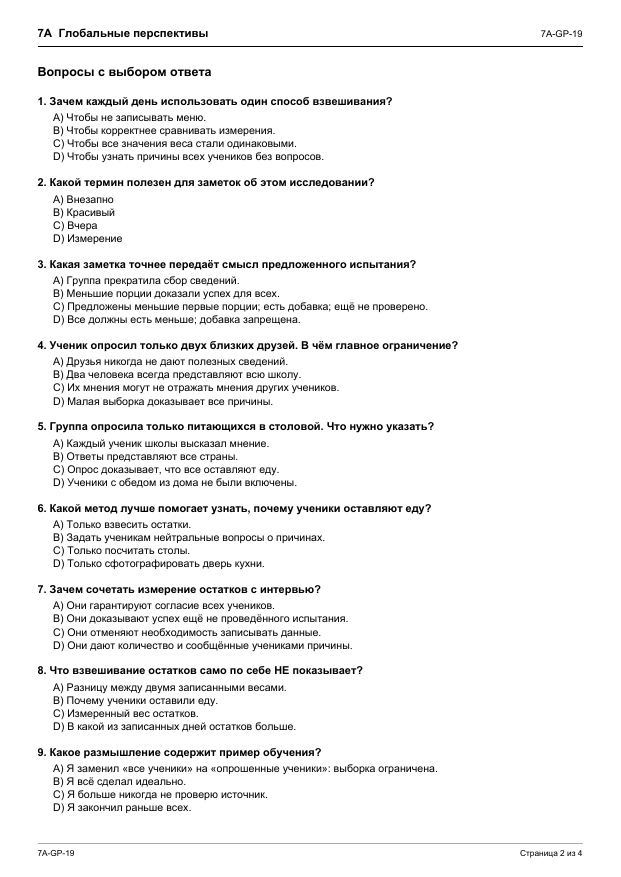 7A Глобальные перспективы
7A-GP-19
Вопросы с выбором ответа
1. Зачем каждый день использовать один способ взвешивания?
A) Чтобы не записывать меню.
B) Чтобы корректнее сравнивать измерения.
C) Чтобы все значения веса стали одинаковыми.
D) Чтобы узнать причины всех учеников без вопросов.
2. Какой термин полезен для заметок об этом исследовании?
A) Внезапно
B) Красивый
C) Вчера
D) Измерение
3. Какая заметка точнее передаёт смысл предложенного испытания?
A) Группа прекратила сбор сведений.
B) Меньшие порции доказали успех для всех.
C) Предложены меньшие первые порции; есть добавка; ещё не проверено.
D) Все должны есть меньше; добавка запрещена.
4. Ученик опросил только двух близких друзей. В чём главное ограничение?
A) Друзья никогда не дают полезных сведений.
B) Два человека всегда представляют всю школу.
C) Их мнения могут не отражать мнения других учеников.
D) Малая выборка доказывает все причины.
5. Группа опросила только питающихся в столовой. Что нужно указать?
A) Каждый ученик школы высказал мнение.
B) Ответы представляют все страны.
C) Опрос доказывает, что все оставляют еду.
D) Ученики с обедом из дома не были включены.
6. Какой метод лучше помогает узнать, почему ученики оставляют еду?
A) Только взвесить остатки.
B) Задать ученикам нейтральные вопросы о причинах.
C) Только посчитать столы.
D) Только сфотографировать дверь кухни.
7. Зачем сочетать измерение остатков с интервью?
A) Они гарантируют согласие всех учеников.
B) Они доказывают успех ещё не проведённого испытания.
C) Они отменяют необходимость записывать данные.
D) Они дают количество и сообщённые учениками причины.
8. Что взвешивание остатков само по себе НЕ показывает?
A) Разницу между двумя записанными весами.
B) Почему ученики оставили еду.
C) Измеренный вес остатков.
D) В какой из записанных дней остатков больше.
9. Какое размышление содержит пример обучения?
A) Я заменил «все ученики» на «опрошенные ученики»: выборка ограничена.
B) Я всё сделал идеально.
C) Я больше никогда не проверю источник.
D) Я закончил раньше всех.
7A-GP-19
Страница 2 из 4